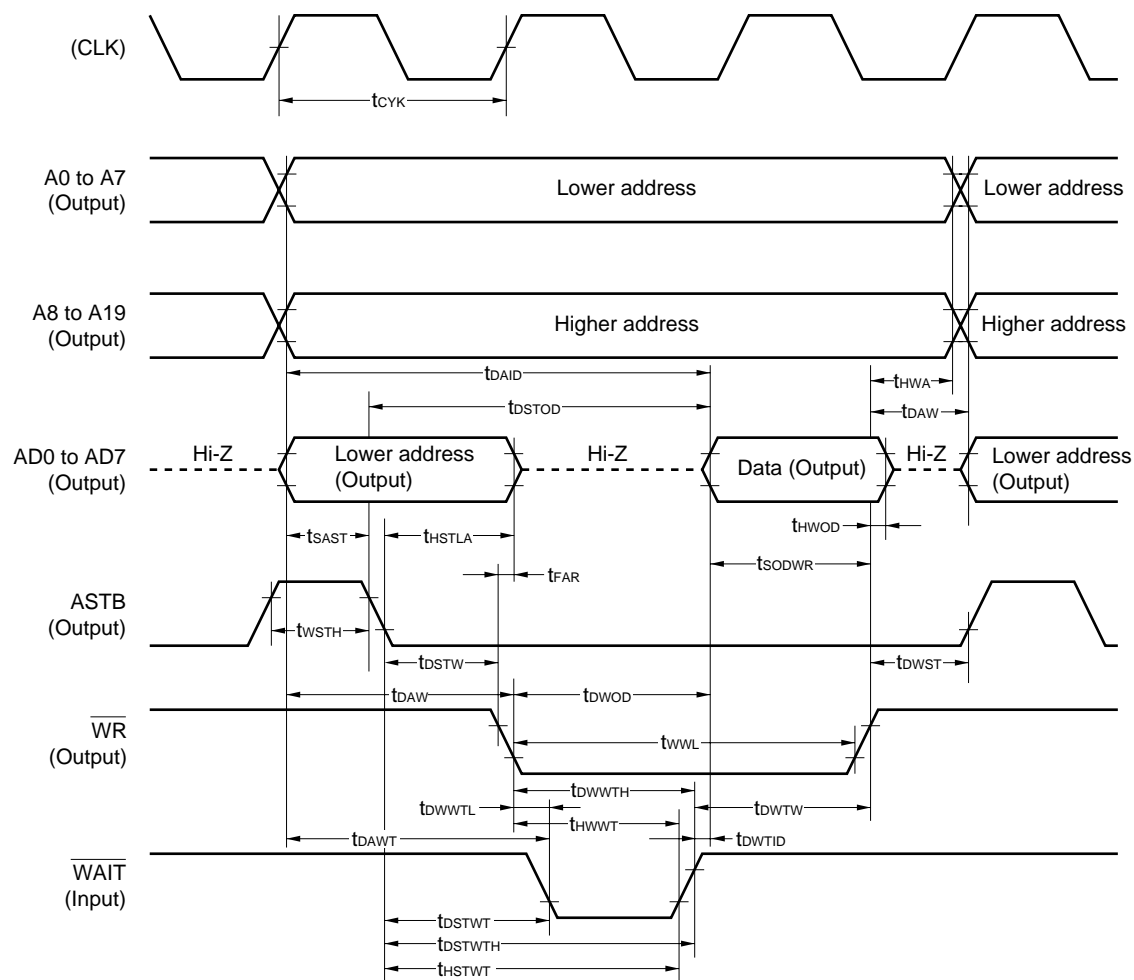 (CLK)
tCYK
A0 to A7
(Output)
Lower address
Lower address
A8 to A19
(Output)
Higher address
Higher address
tDAID
tHWA
tDSTOD
tDAW
AD0 to AD7
(Output)
Hi-Z
Lower address
(Output)
Hi-Z
Data (Output)
Hi-Z
Lower address
(Output)
tHWOD
tSAST
tHSTLA
tFAR
tSODWR
ASTB
(Output)
tWSTH
tDSTW
tDWST
tDAW
tDWOD
WR
(Output)
tWWL
tDWWTH
tDWWTL
tDWTW
tHWWT
tDAWT
tDWTID
WAIT
(Input)
tDSTWT
tDSTWTH
tHSTWT